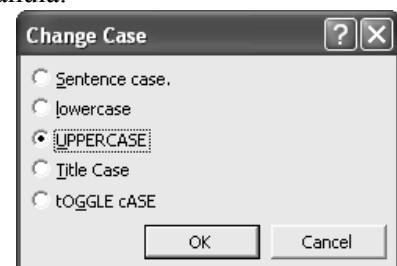 Change Case
Sentence case.
lowercase
UPPERCASE
Title Case
tOGGLE cASE
OK Cancel